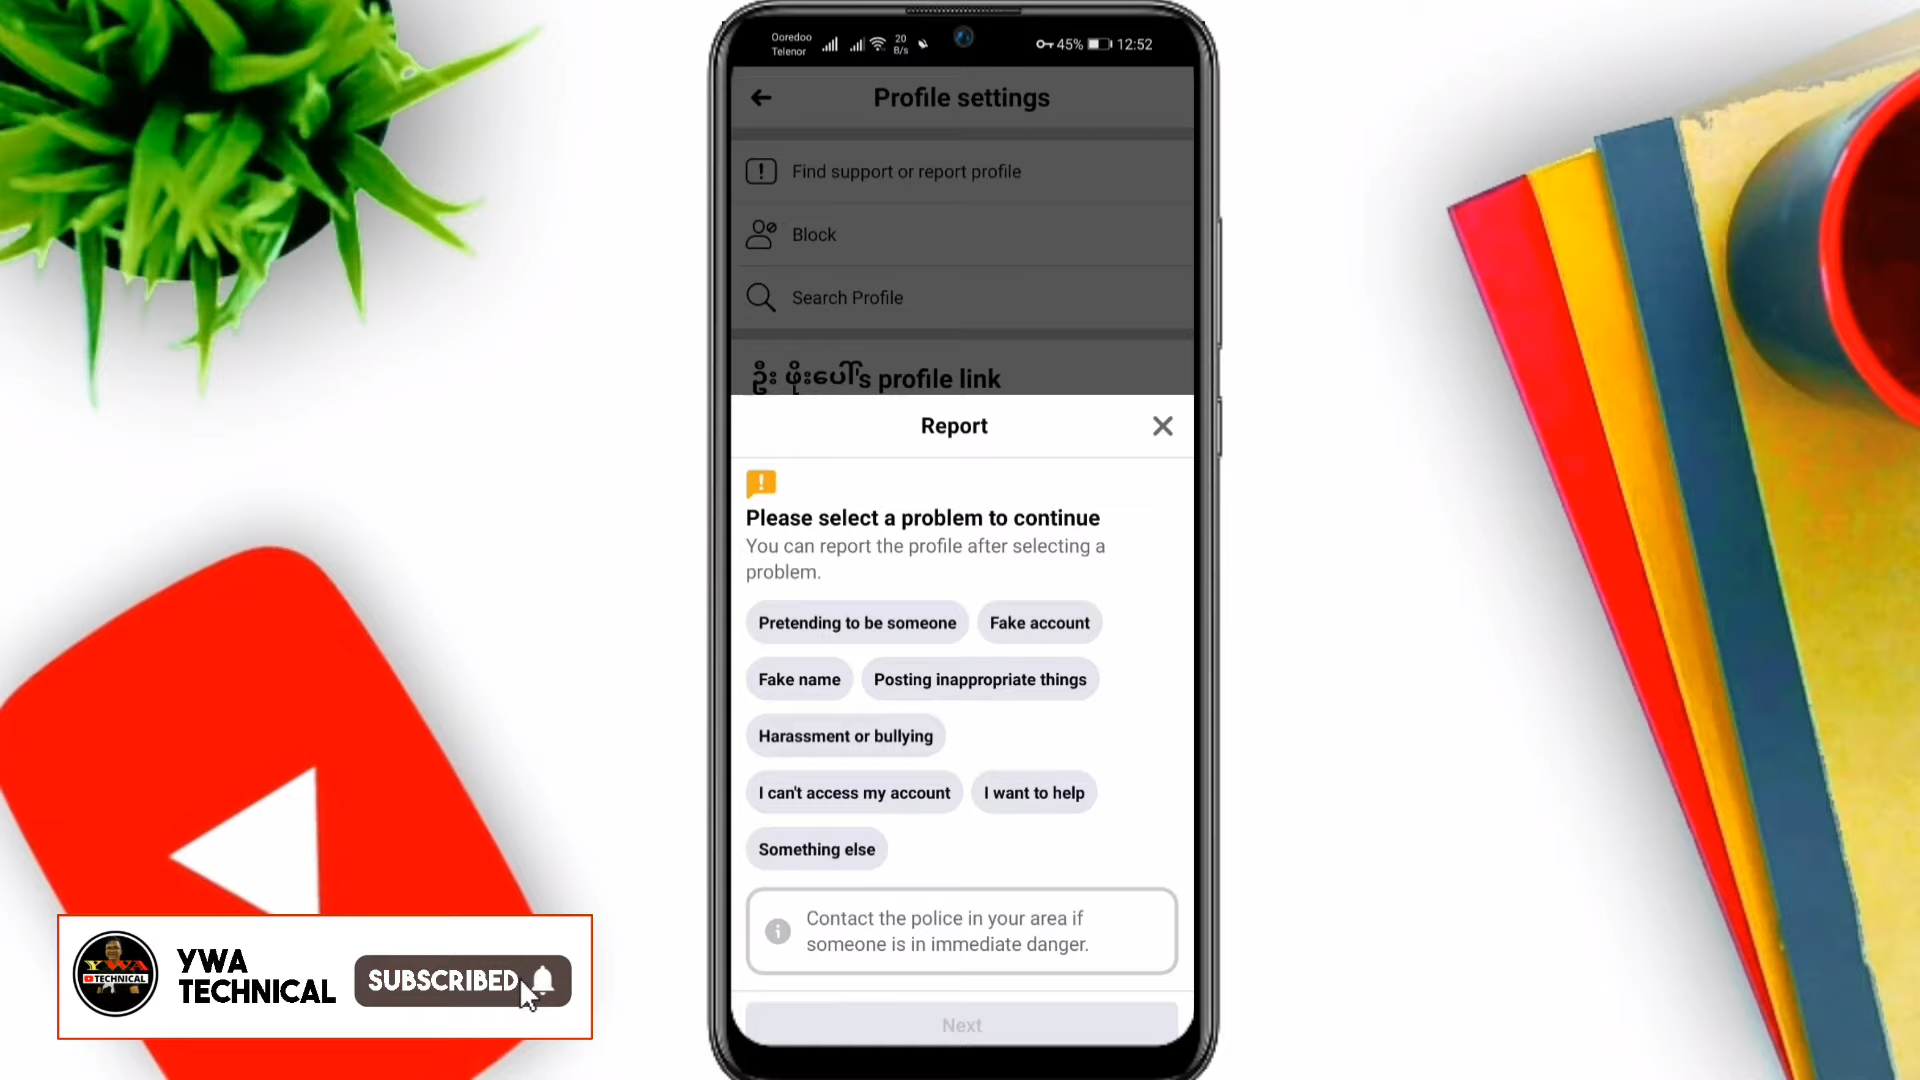 Ooredoo
Telenor
20
B/s
45% 12:52
Profile settings
Find support or report profile
Block
Search Profile
ဦး ဖိုးပေါ်'s profile link
Report
Please select a problem to continue
You can report the profile after selecting a
problem.
Pretending to be someone Fake account
Fake name Posting inappropriate things
Harassment or bullying
I can't access my account I want to help
Something else
Contact the police in your area if
someone is in immediate danger.
Next
YWA
TECHNICAL
YWA
TECHNICAL
SUBSCRIBED